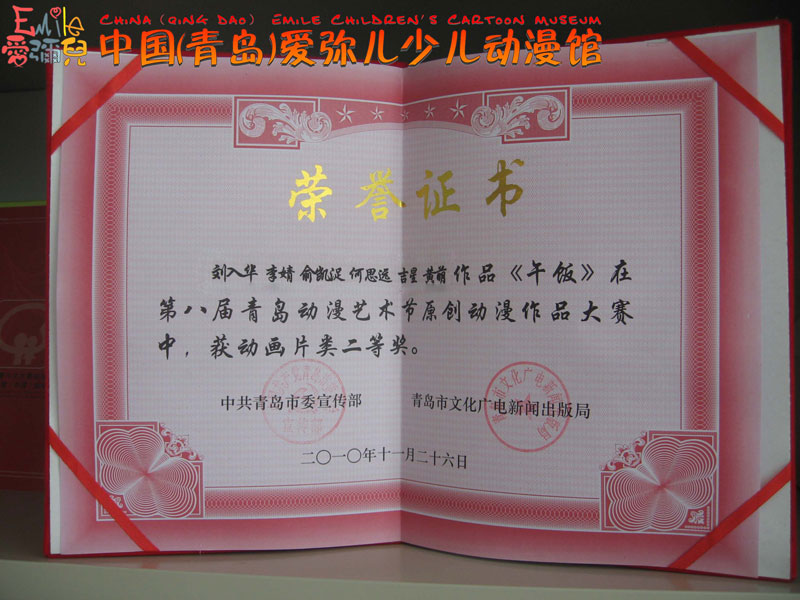 Emile
愛彌兒
CHINA (QING DAO) EMILE CHILDREN'S CARTOON MUSEUM
中国(青岛)爱弥儿少儿动漫馆
荣誉证书
刘入华 李婧 俞凯浞 何思远 吉星 黄萌 作品《午饭》在
第八届青岛动漫艺术节原创动漫作品大赛
中，获动画片类二等奖。
中共青岛市委宣传部
青岛市文化广电新闻出版局
二〇一〇年十一月二十六日